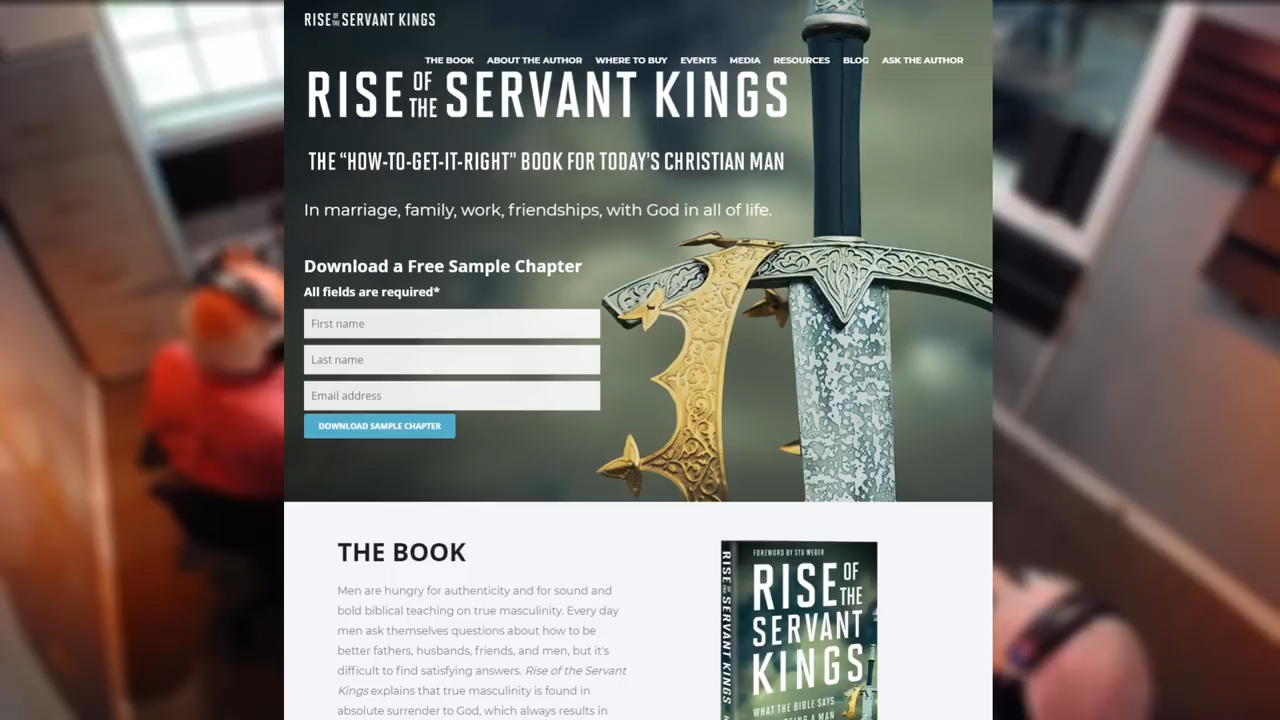 RISE OF THE SERVANT KINGS
THE BOOK ABOUT THE AUTHOR WHERE TO BUY EVENTS MEDIA RESOURCES BLOG ASK THE AUTHOR
RISE OF THE SERVANT KINGS
THE “HOW-TO-GET-IT-RIGHT” BOOK FOR TODAY’S CHRISTIAN MAN
In marriage, family, work, friendships, with God in all of life.
Download a Free Sample Chapter
All fields are required*
First name
Last name
Email address
DOWNLOAD SAMPLE CHAPTER
THE BOOK
Men are hungry for authenticity and for sound and
bold biblical teaching on true masculinity. Every day
men ask themselves questions about how to be
better fathers, husbands, friends, and men, but it's
difficult to find satisfying answers. Rise of the Servant
Kings explains that true masculinity is found in
absolute surrender to God, which always results in
FOREWORD BY STU WEBER
RISE OF THE
SERVANT
KINGS
WHAT THE BIBLE SAYS
BEING A MAN
RISE OF THE SERVANT KINGS